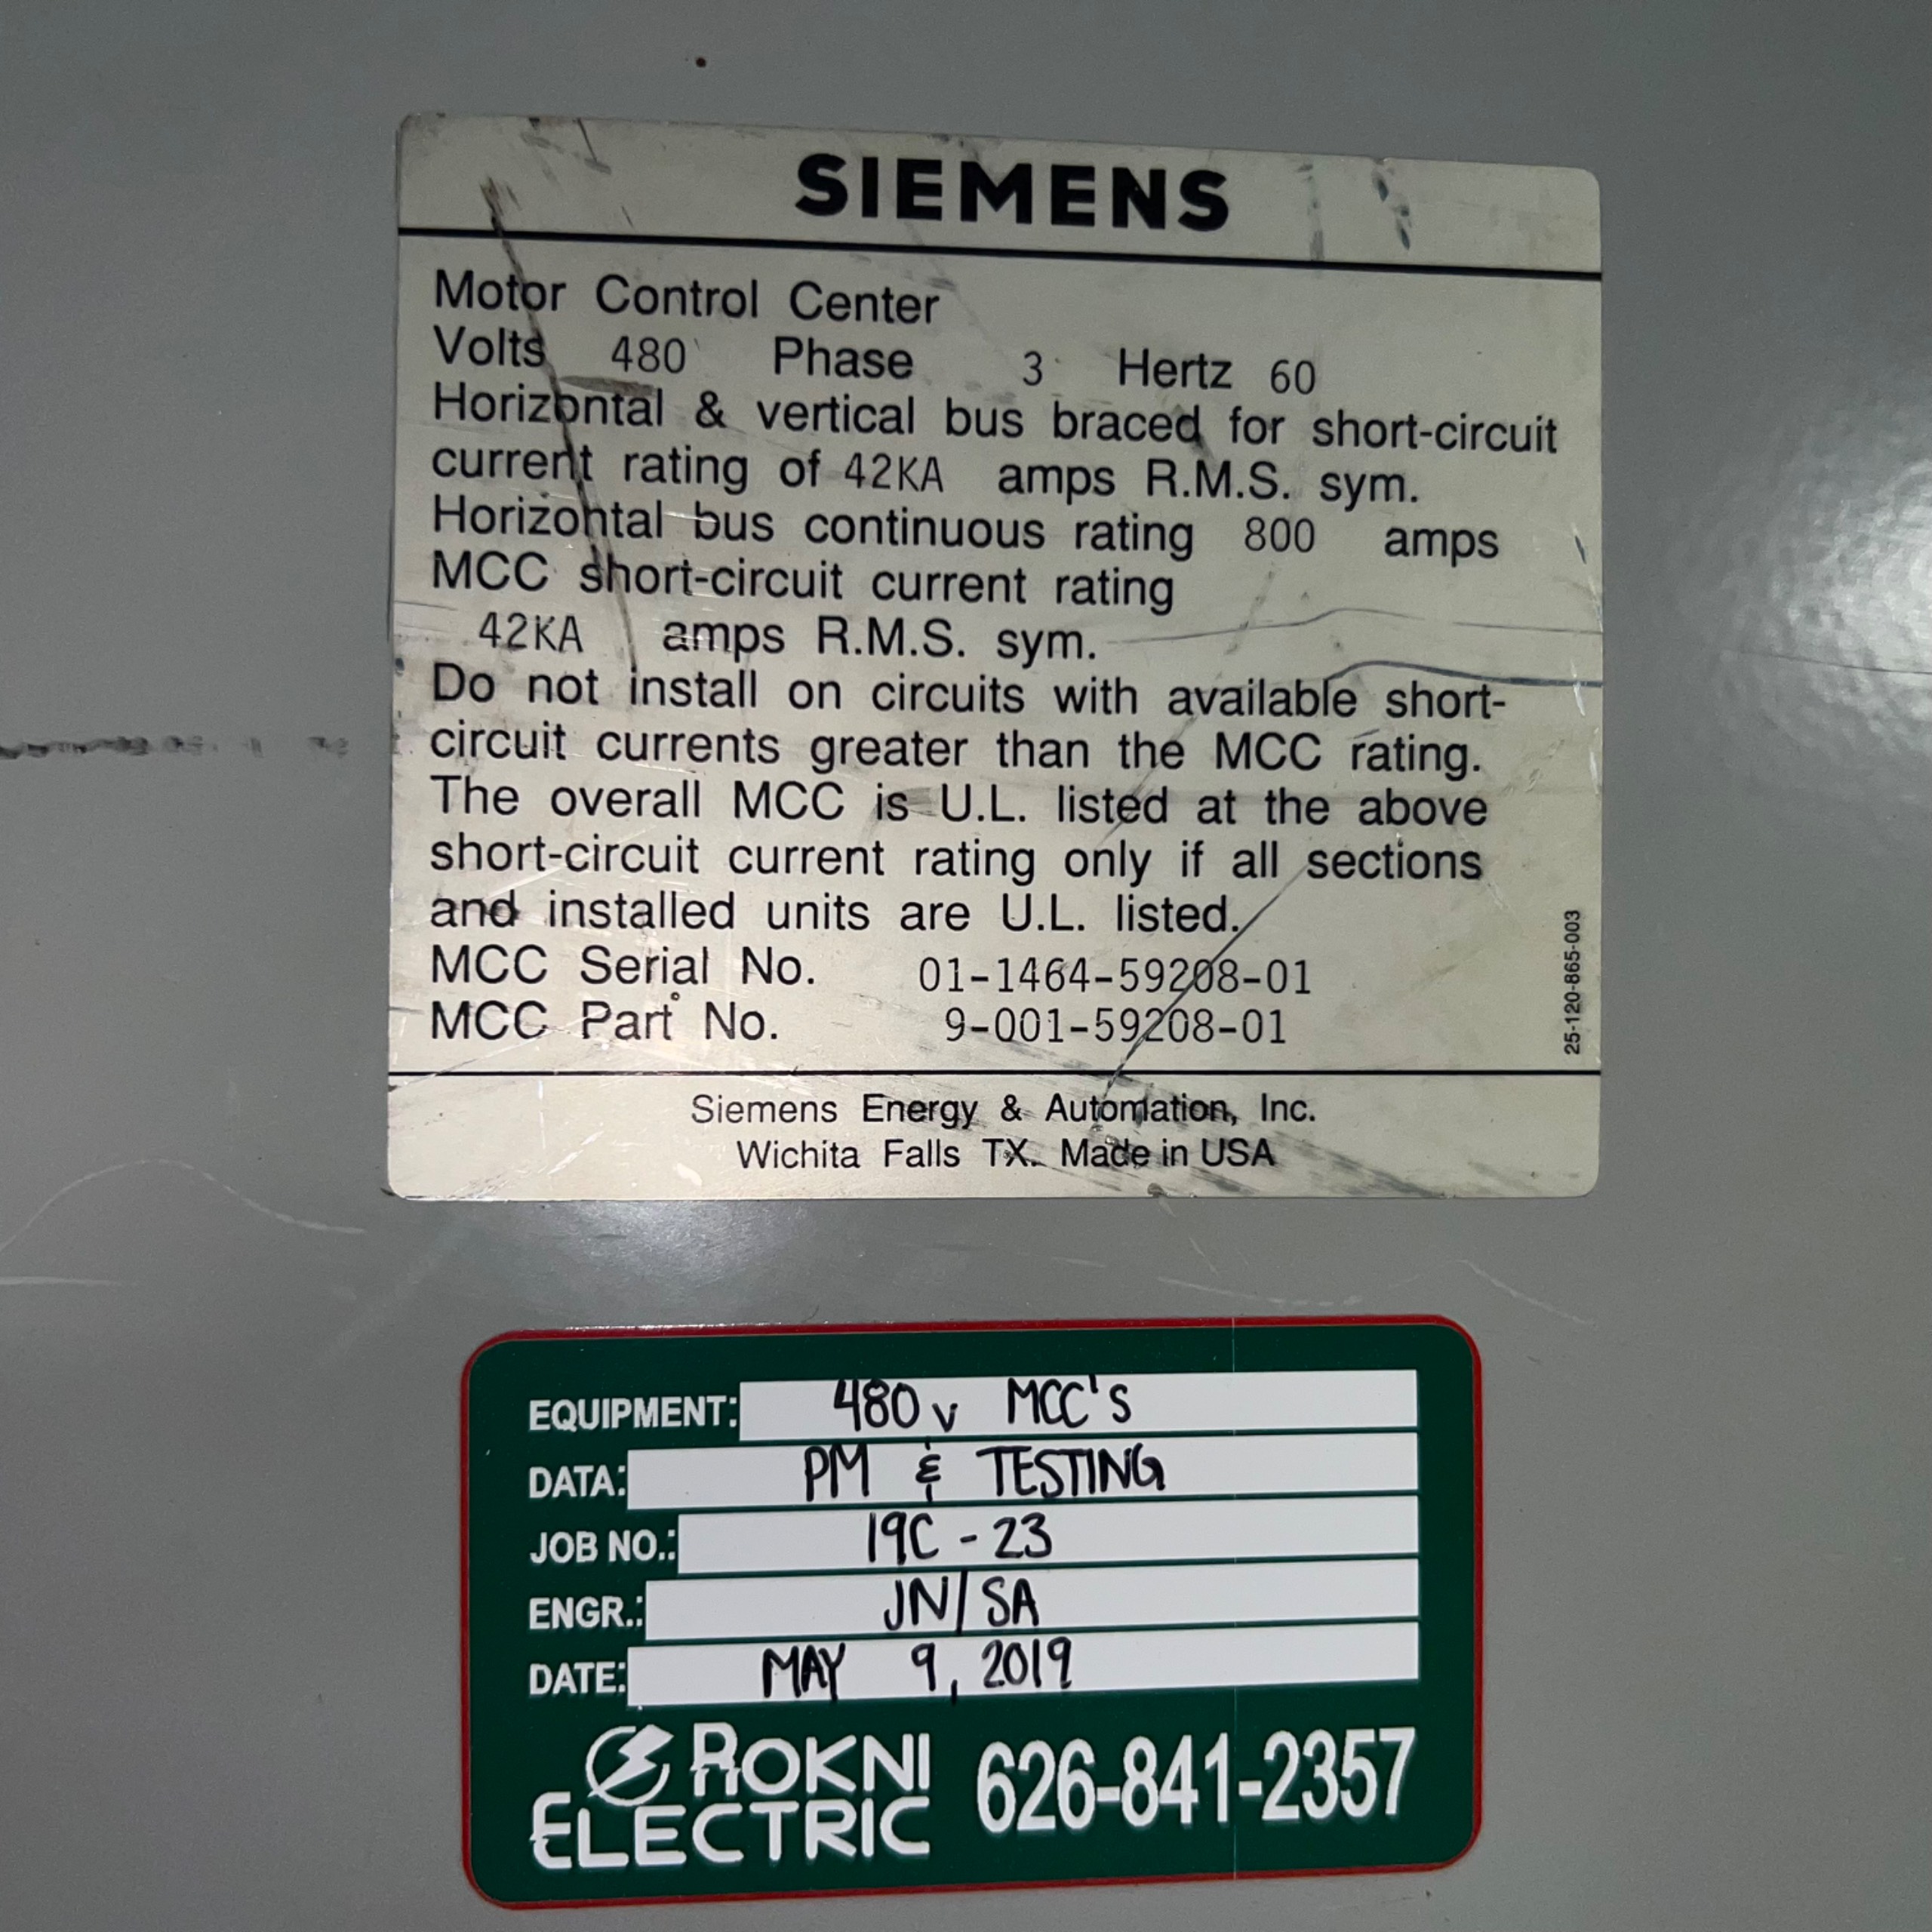 SIEMENS
Motor Control Center
Volts 480 Phase 3 Hertz 60
Horizontal & vertical bus braced for short-circuit
current rating of 42KA amps R.M.S. sym.
Horizontal bus continuous rating 800 amps
MCC short-circuit current rating
42KA amps R.M.S. sym.
Do not install on circuits with available short-
circuit currents greater than the MCC rating.
The overall MCC is U.L. listed at the above
short-circuit current rating only if all sections
and installed units are U.L. listed.
MCC Serial No. 01-1464-59208-01
MCC Part No. 9-001-59208-01
25-120-865-003
Siemens Energy & Automation, Inc.
Wichita Falls TX. Made in USA
EQUIPMENT: 480v MCC's
DATA: PM & TESTING
JOB NO.: 19C - 23
ENGR.: JN/SA
DATE: MAY 9, 2019
ROKNI
ELECTRIC
626-841-2357